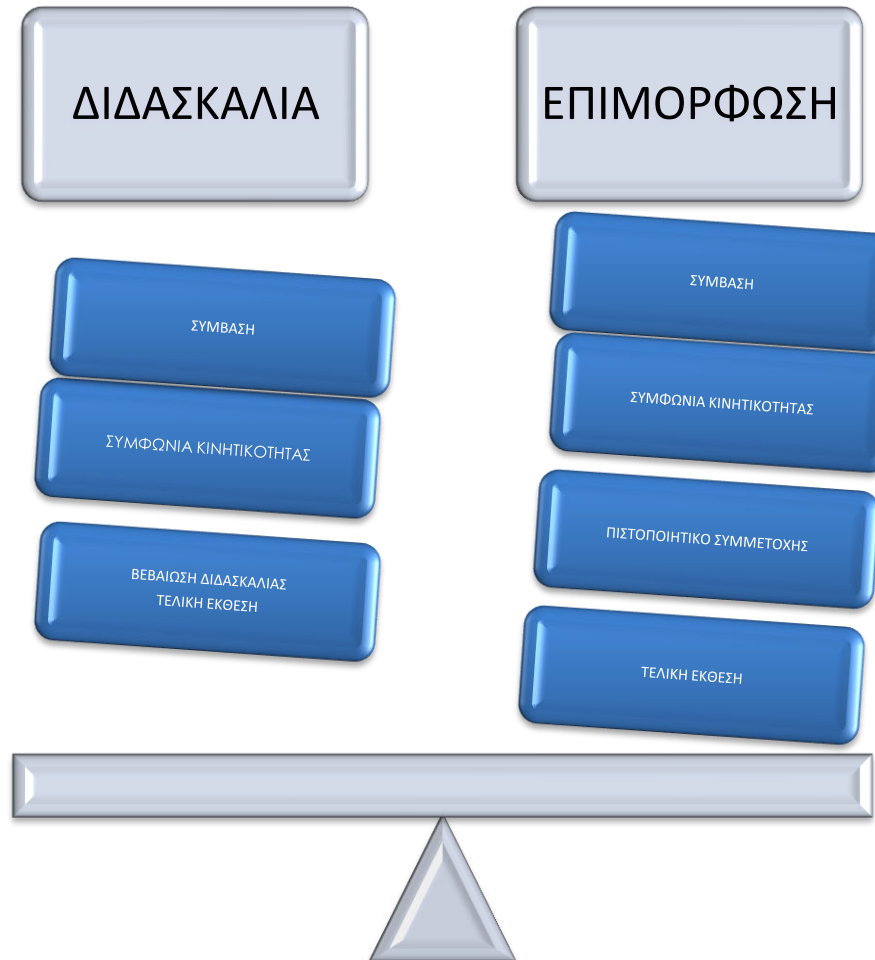 ΔΙΔΑΣΚΑΛΙΑ
ΣΥΜΒΑΣΗ
ΣΥΜΦΩΝΙΑ ΚΙΝΗΤΙΚΟΤΗΤΑΣ
ΒΕΒΑΙΩΣΗ ΔΙΔΑΣΚΑΛΙΑΣ
ΤΕΛΙΚΗ ΕΚΘΕΣΗ
ΕΠΙΜΟΡΦΩΣΗ
ΣΥΜΒΑΣΗ
ΣΥΜΦΩΝΙΑ ΚΙΝΗΤΙΚΟΤΗΤΑΣ
ΠΙΣΤΟΠΟΙΗΤΙΚΟ ΣΥΜΜΕΤΟΧΗΣ
ΤΕΛΙΚΗ ΕΚΘΕΣΗ